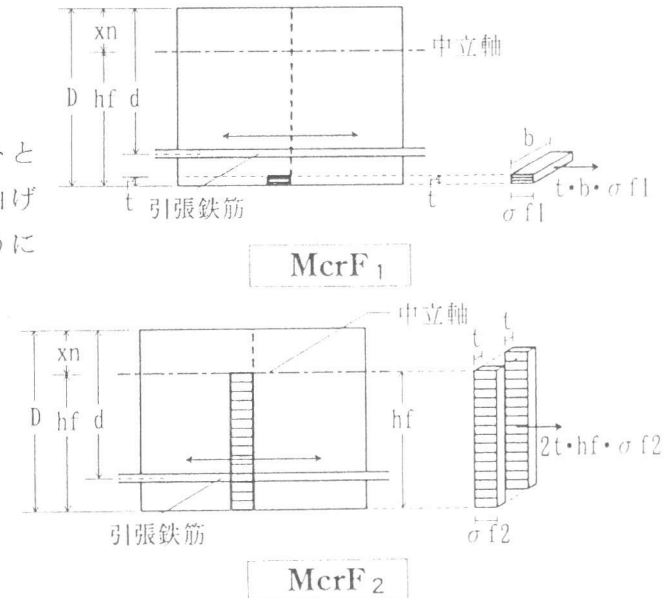 xn
中立軸
D hf d
トと
b
t t t・b・σf1
引張鉄筋 σf1
に
McrF₁
中立軸
xn t t
D hf d hf
2t・hf・σf2
引張鉄筋 σf2
McrF₂